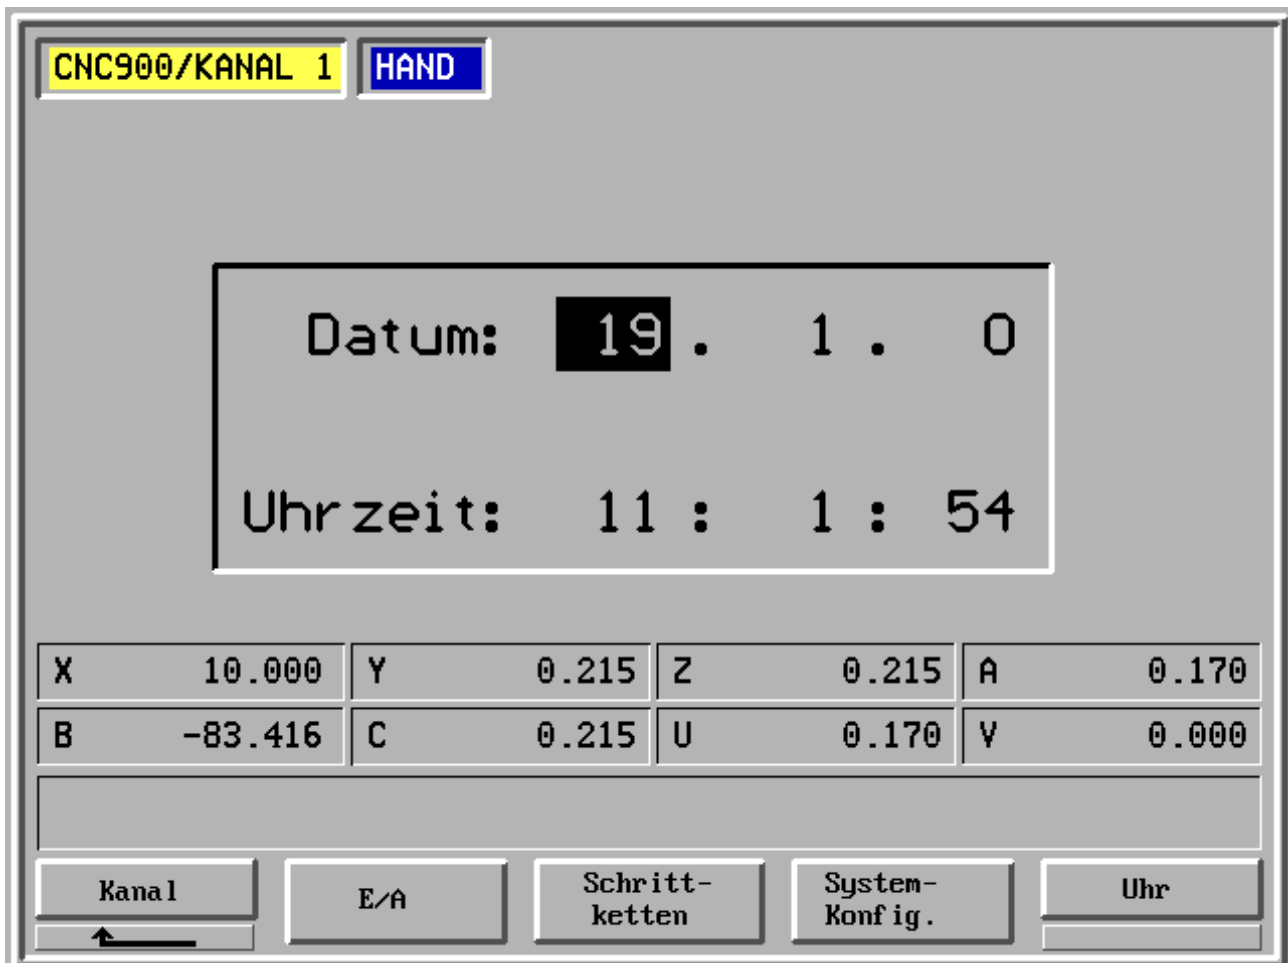 CNC900/KANAL 1 HAND
Datum: 19. 1. 0
Uhrzeit: 11: 1: 54
X 10.000 Y 0.215 Z 0.215 A 0.170
B -83.416 C 0.215 U 0.170 V 0.000
Kanal E/A Schritt- System- Uhr
ketten Konfig.